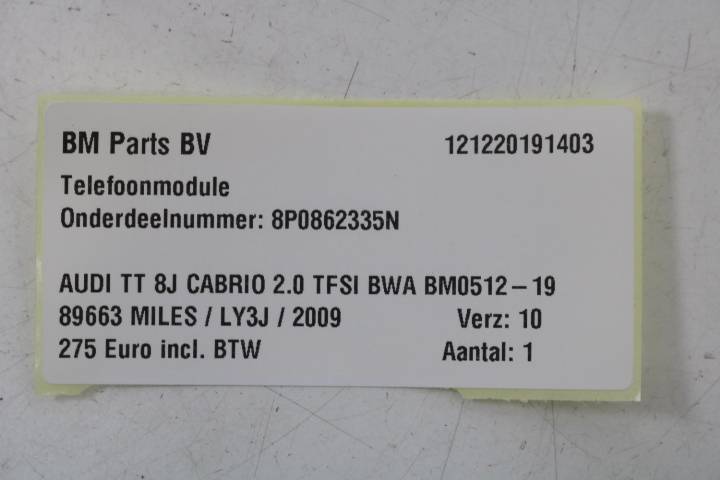 BM Parts BV 121220191403
Telefoonmodule
Onderdeelnummer: 8P0862335N
AUDI TT 8J CABRIO 2.0 TFSI BWA BM0512-19
89663 MILES / LY3J / 2009 Verz: 10
275 Euro incl. BTW Aantal: 1